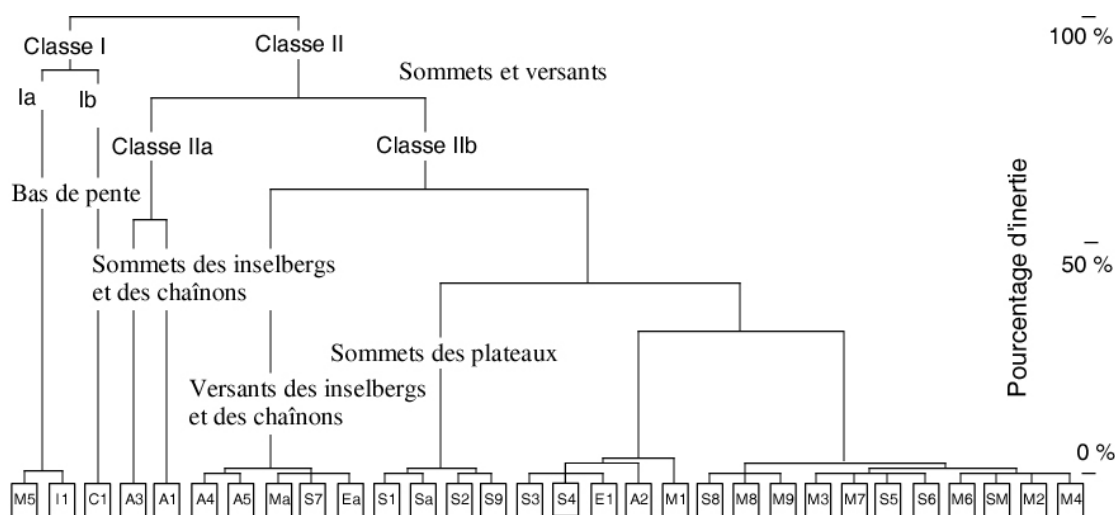 100 %
Classe I
Classe II
Sommets et versants
Ia
Ib
Classe IIa
Classe IIb
Bas de pente
Pourcentage d'inertie
50 %
Sommets des inselbergs
et des chaînons
Sommets des plateaux
Versants des inselbergs
et des chaînons
0 %
M5 I1 C1 A3 A1 A4 A5 Ma S7 Ea S1 Sa S2 S9 S3 S4 E1 A2 M1 S8 M8 M9 M3 M7 S5 S6 M6 SM M2 M4